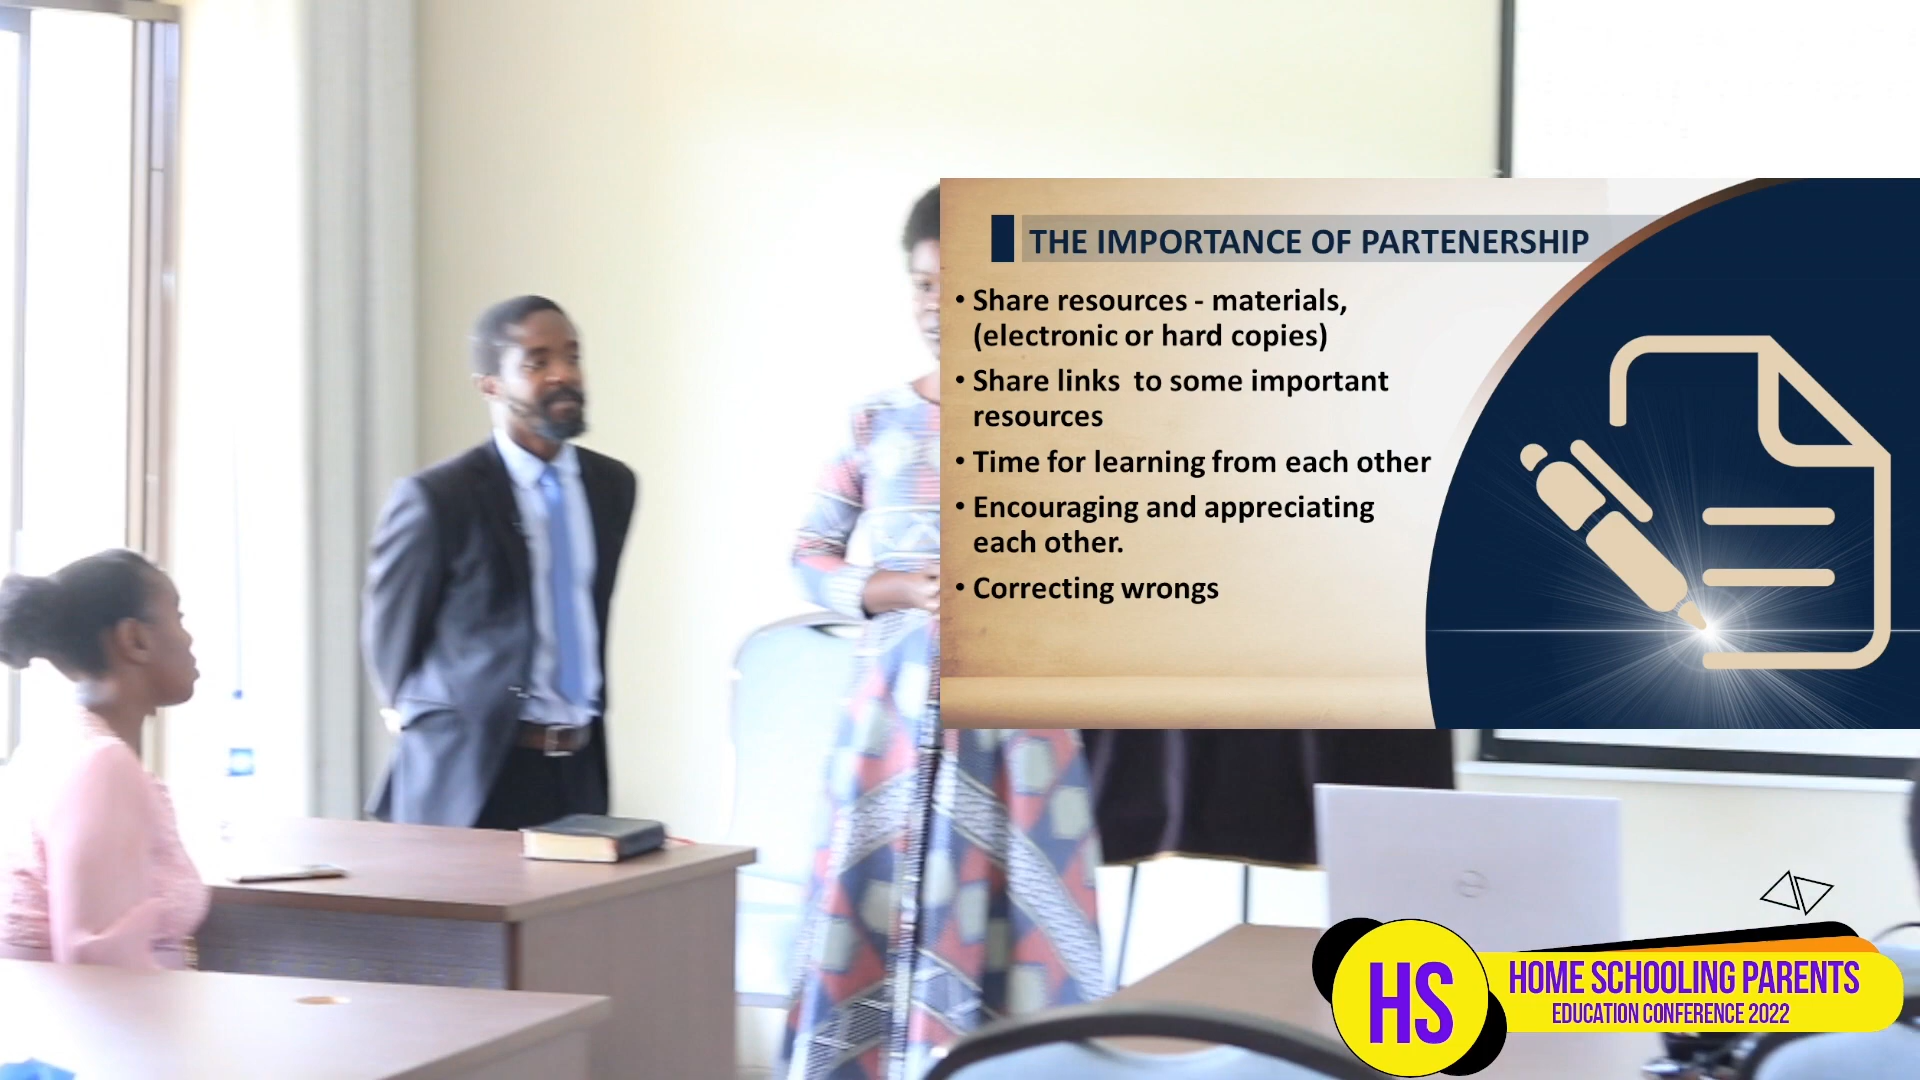 THE IMPORTANCE OF PARTENERSHIP
• Share resources - materials,
(electronic or hard copies)
• Share links to some important
resources
• Time for learning from each other
• Encouraging and appreciating
each other.
• Correcting wrongs
HS
HOME SCHOOLING PARENTS
EDUCATION CONFERENCE 2022